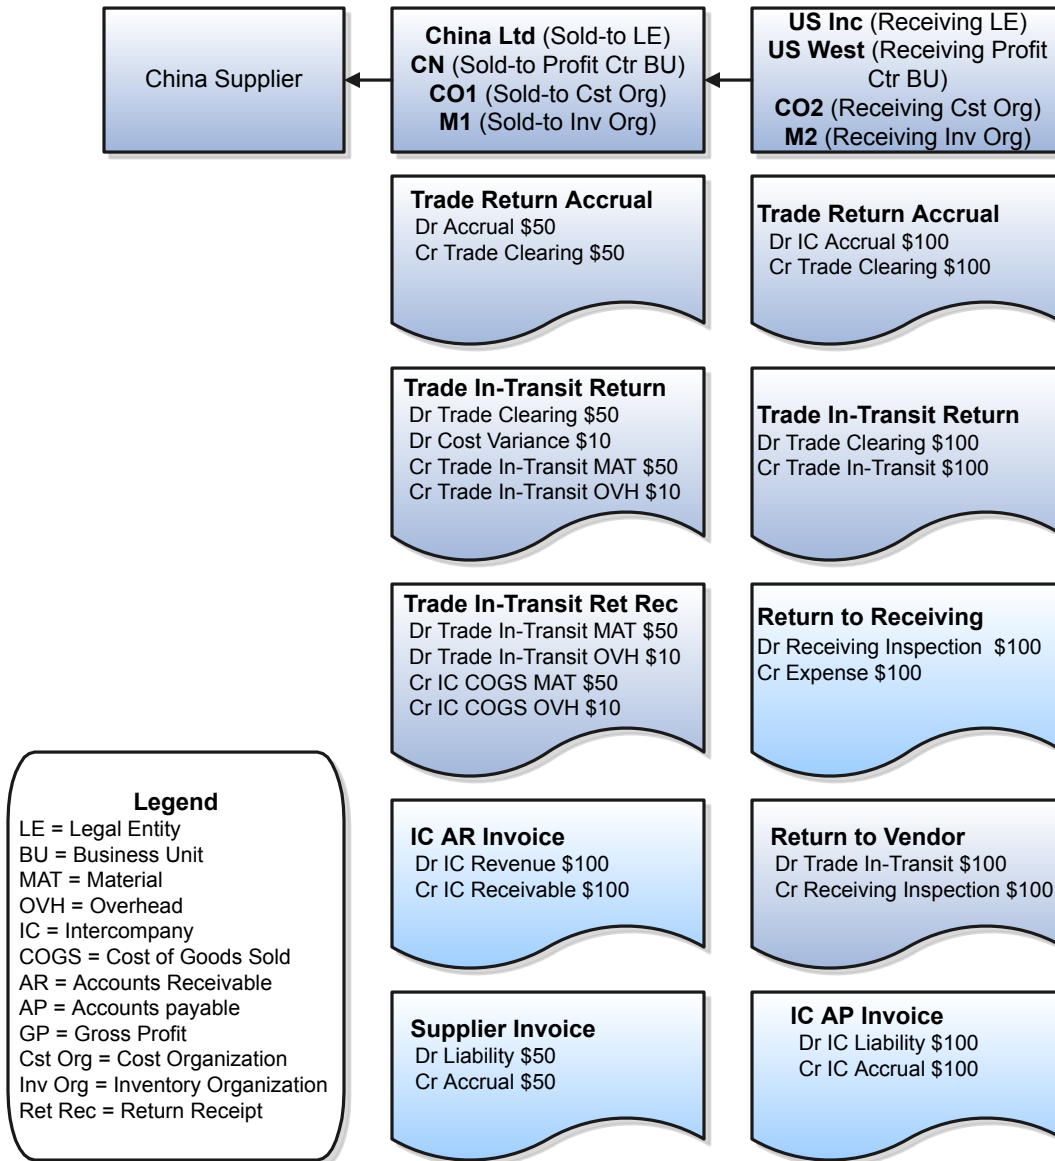 China Supplier
China Ltd (Sold-to LE)
CN (Sold-to Profit Ctr BU)
CO1 (Sold-to Cst Org)
M1 (Sold-to Inv Org)
US Inc (Receiving LE)
US West (Receiving Profit
Ctr BU)
CO2 (Receiving Cst Org)
M2 (Receiving Inv Org)
Trade Return Accrual
Dr Accrual $50
Cr Trade Clearing $50
Trade Return Accrual
Dr IC Accrual $100
Cr Trade Clearing $100
Trade In-Transit Return
Dr Trade Clearing $50
Dr Cost Variance $10
Cr Trade In-Transit MAT $50
Cr Trade In-Transit OVH $10
Trade In-Transit Return
Dr Trade Clearing $100
Cr Trade In-Transit $100
Trade In-Transit Ret Rec
Dr Trade In-Transit MAT $50
Dr Trade In-Transit OVH $10
Cr IC COGS MAT $50
Cr IC COGS OVH $10
Return to Receiving
Dr Receiving Inspection $100
Cr Expense $100
Legend
LE = Legal Entity
BU = Business Unit
MAT = Material
OVH = Overhead
IC = Intercompany
COGS = Cost of Goods Sold
AR = Accounts Receivable
AP = Accounts payable
GP = Gross Profit
Cst Org = Cost Organization
Inv Org = Inventory Organization
Ret Rec = Return Receipt
IC AR Invoice
Dr IC Revenue $100
Cr IC Receivable $100
Return to Vendor
Dr Trade In-Transit $100
Cr Receiving Inspection $100
Supplier Invoice
Dr Liability $50
Cr Accrual $50
IC AP Invoice
Dr IC Liability $100
Cr IC Accrual $100